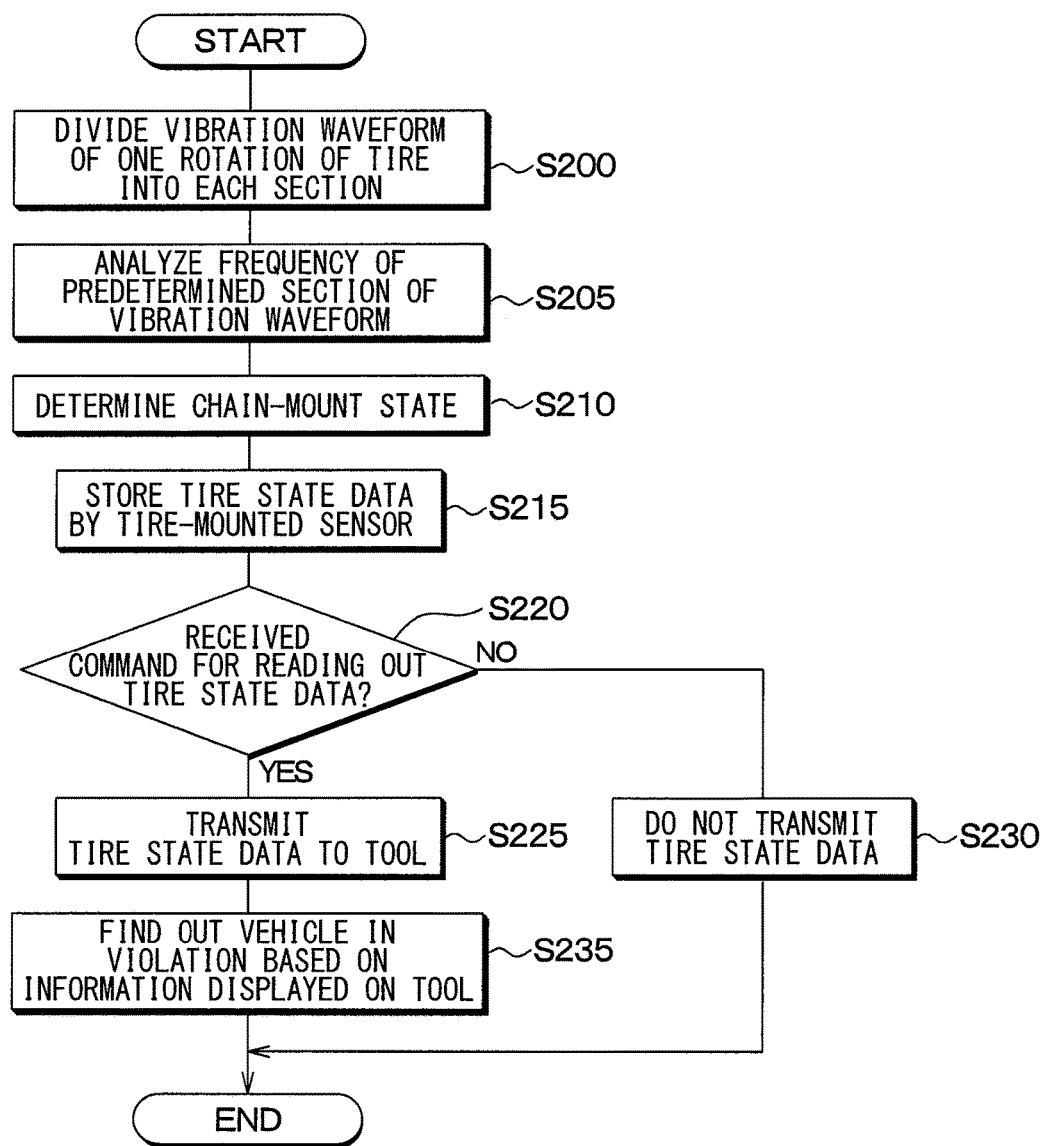 START
DIVIDE VIBRATION WAVEFORM
OF ONE ROTATION OF TIRE
INTO EACH SECTION
S200
ANALYZE FREQUENCY OF
PREDETERMINED SECTION OF
VIBRATION WAVEFORM
S205
DETERMINE CHAIN-MOUNT STATE
S210
STORE TIRE STATE DATA
BY TIRE-MOUNTED SENSOR
S215
S220
RECEIVED
COMMAND FOR READING OUT
TIRE STATE DATA?
NO
YES
TRANSMIT
TIRE STATE DATA TO TOOL
S225
DO NOT TRANSMIT
TIRE STATE DATA
S230
FIND OUT VEHICLE IN
VIOLATION BASED ON
INFORMATION DISPLAYED ON TOOL
S235
END